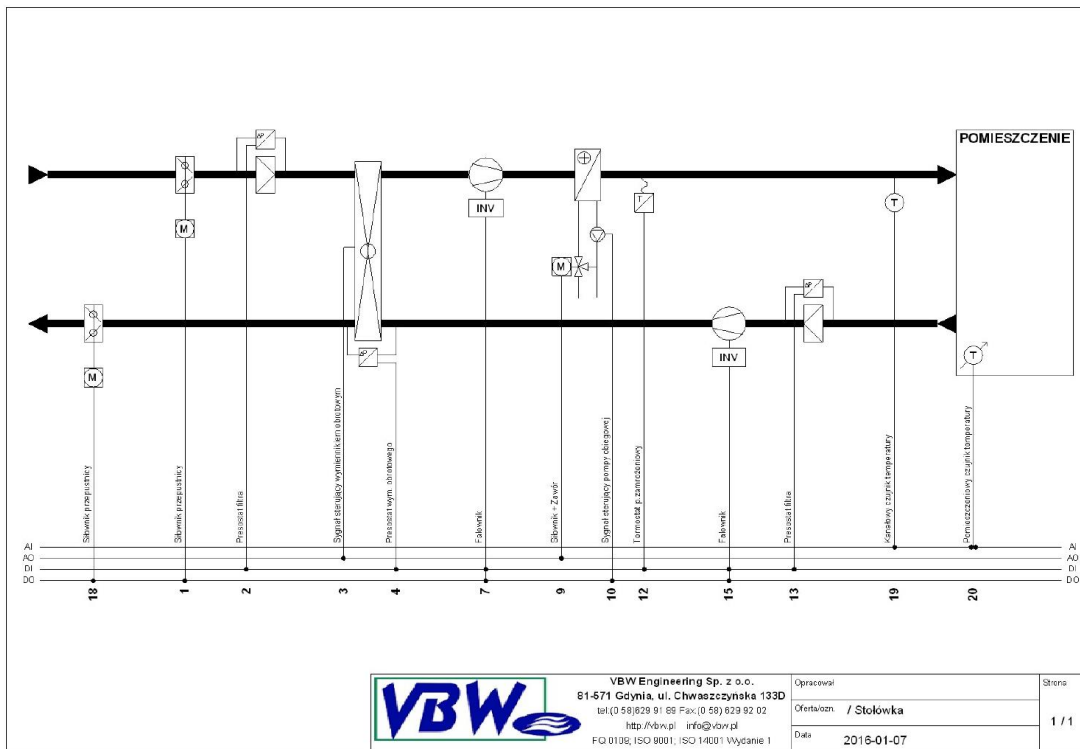 POMIESZCZENIE
dP
M
INV
T
T
M
dP
INV
T
M
dP
Siłownik przepustnicy
Siłownik przepustnicy
Presostat filtra
Sygnał sterujący wymiennikiem obrotowym
Presostat wym. obrotowego
Falownik
Siłownik + Zawór
Sygnał sterujący pompy obiegowej
Termostat p.zamrożeniowy
Falownik
Presostat filtra
Kanałowy czujnik temperatury
Pomieszczeniowy czujnik temperatury
AI AI
AO AO
DI DI
DO DO
18 1 2 3 4 7 9 10 12 15 13 19 20
VBW
VBW Engineering Sp. z o.o.
81-571 Gdynia, ul. Chwaszczyńska 133D
tel.(0 58)629 91 89 Fax.(0 58) 629 92 02
http://vbw.pl info@vbw.pl
FQ 0109; ISO 9001; ISO 14001 Wydanie 1
Opracował
Oferta/ozn. / Stołówka
Data 2016-01-07
Strona
1 / 1